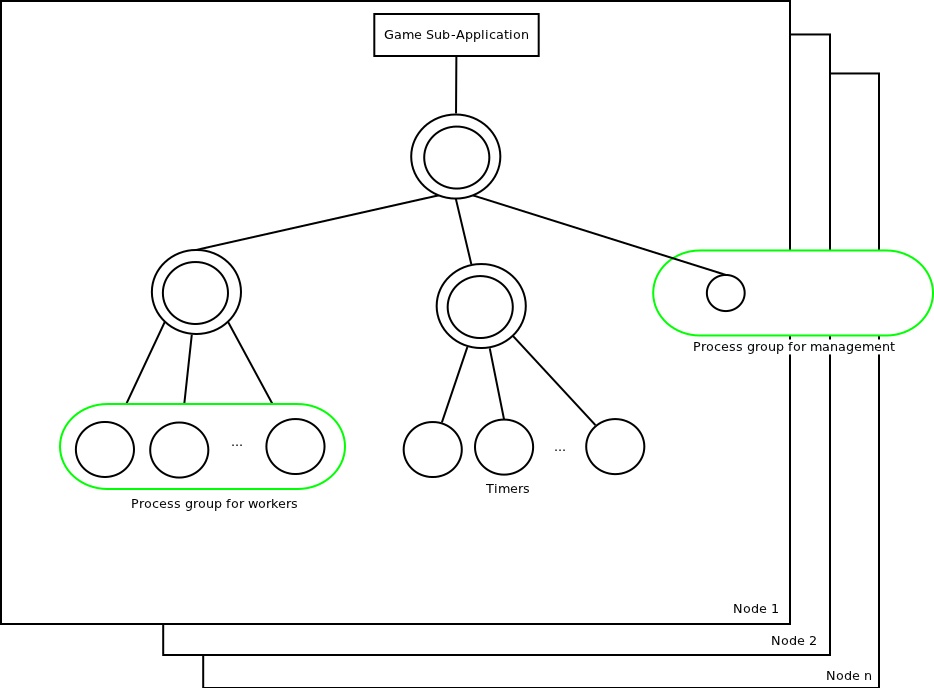 Game Sub-Application
Process group for management
...
...
Timers
Process group for workers
Node 1
Node 2
Node n